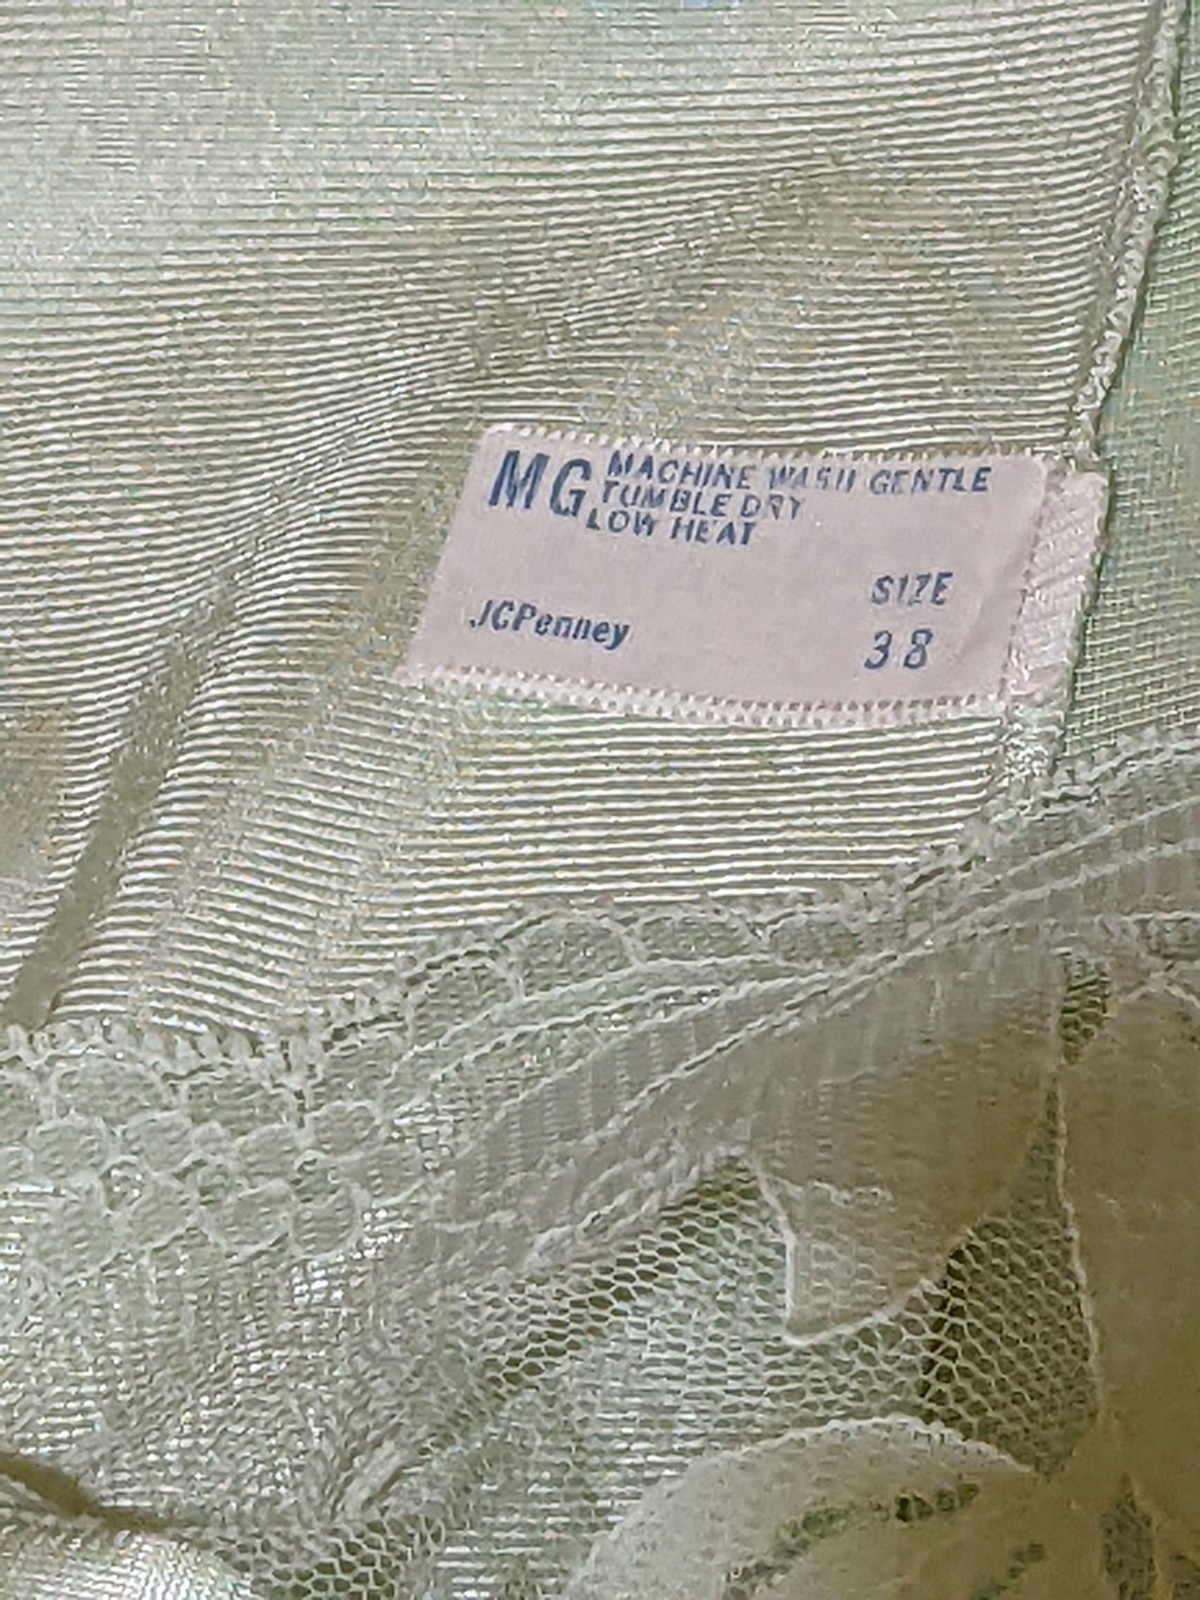 MG MACHINE WASH GENTLE
TUMBLE DRY
LOW HEAT
SIZE
JCPenney 38